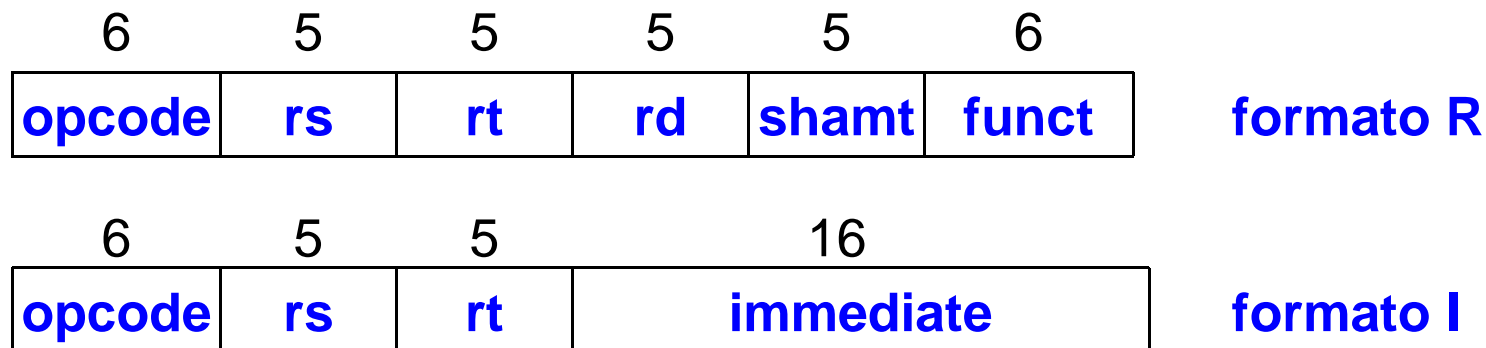 6 5 5 5 5 6
opcode rs rt rd shamt funct formato R
6 5 5 16
opcode rs rt immediate formato I